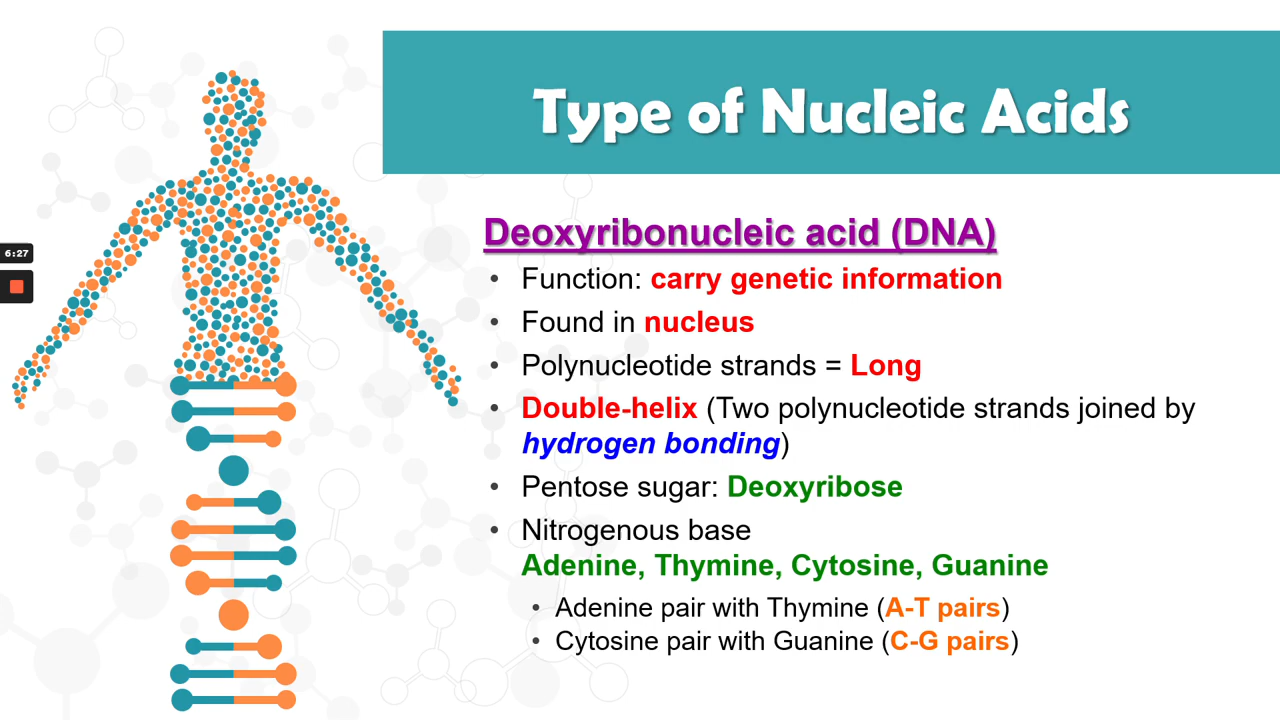 Type of Nucleic Acids
6:27
Deoxyribonucleic acid (DNA)
• Function: carry genetic information
• Found in nucleus
• Polynucleotide strands = Long
• Double-helix (Two polynucleotide strands joined by
hydrogen bonding)
• Pentose sugar: Deoxyribose
• Nitrogenous base
Adenine, Thymine, Cytosine, Guanine
• Adenine pair with Thymine (A-T pairs)
• Cytosine pair with Guanine (C-G pairs)